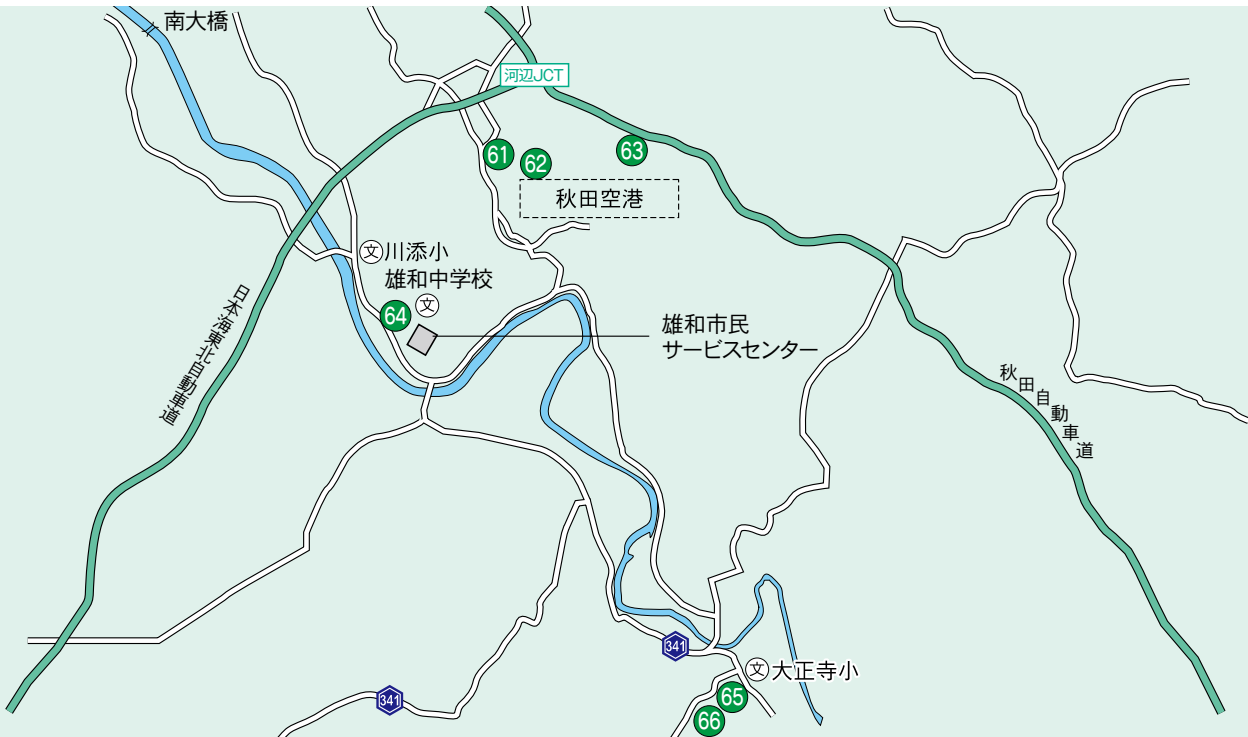 南大橋
河辺JCT
61
62
63
秋田空港
文
川添小
雄和中学校
文
64
雄和市民
サービスセンター
日本海東北自動車道
秋田自動車道
341
文
大正寺小
341
65
66